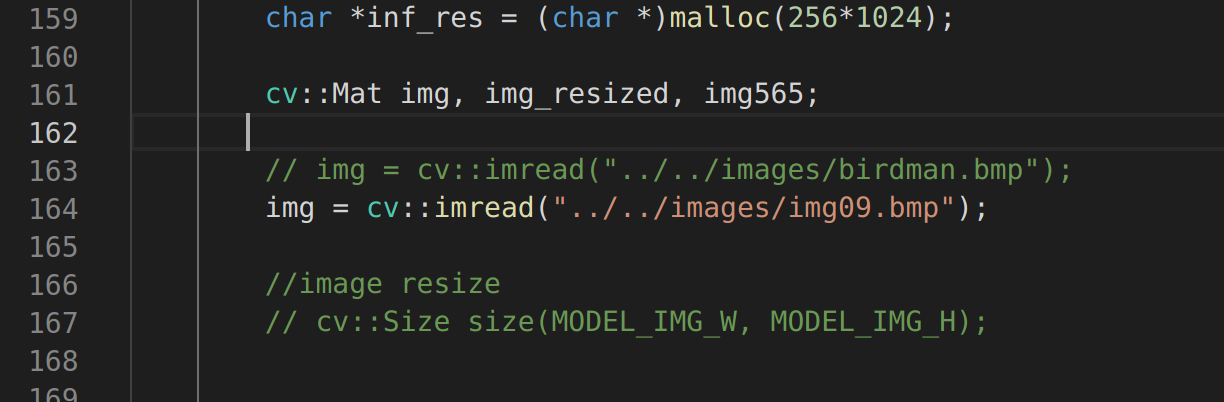 159 char *inf_res = (char *)malloc(256*1024);
160
161 cv::Mat img, img_resized, img565;
162
163 // img = cv::imread("../../images/birdman.bmp");
164 img = cv::imread("../../images/img09.bmp");
165
166 //image resize
167 // cv::Size size(MODEL_IMG_W, MODEL_IMG_H);
168
169